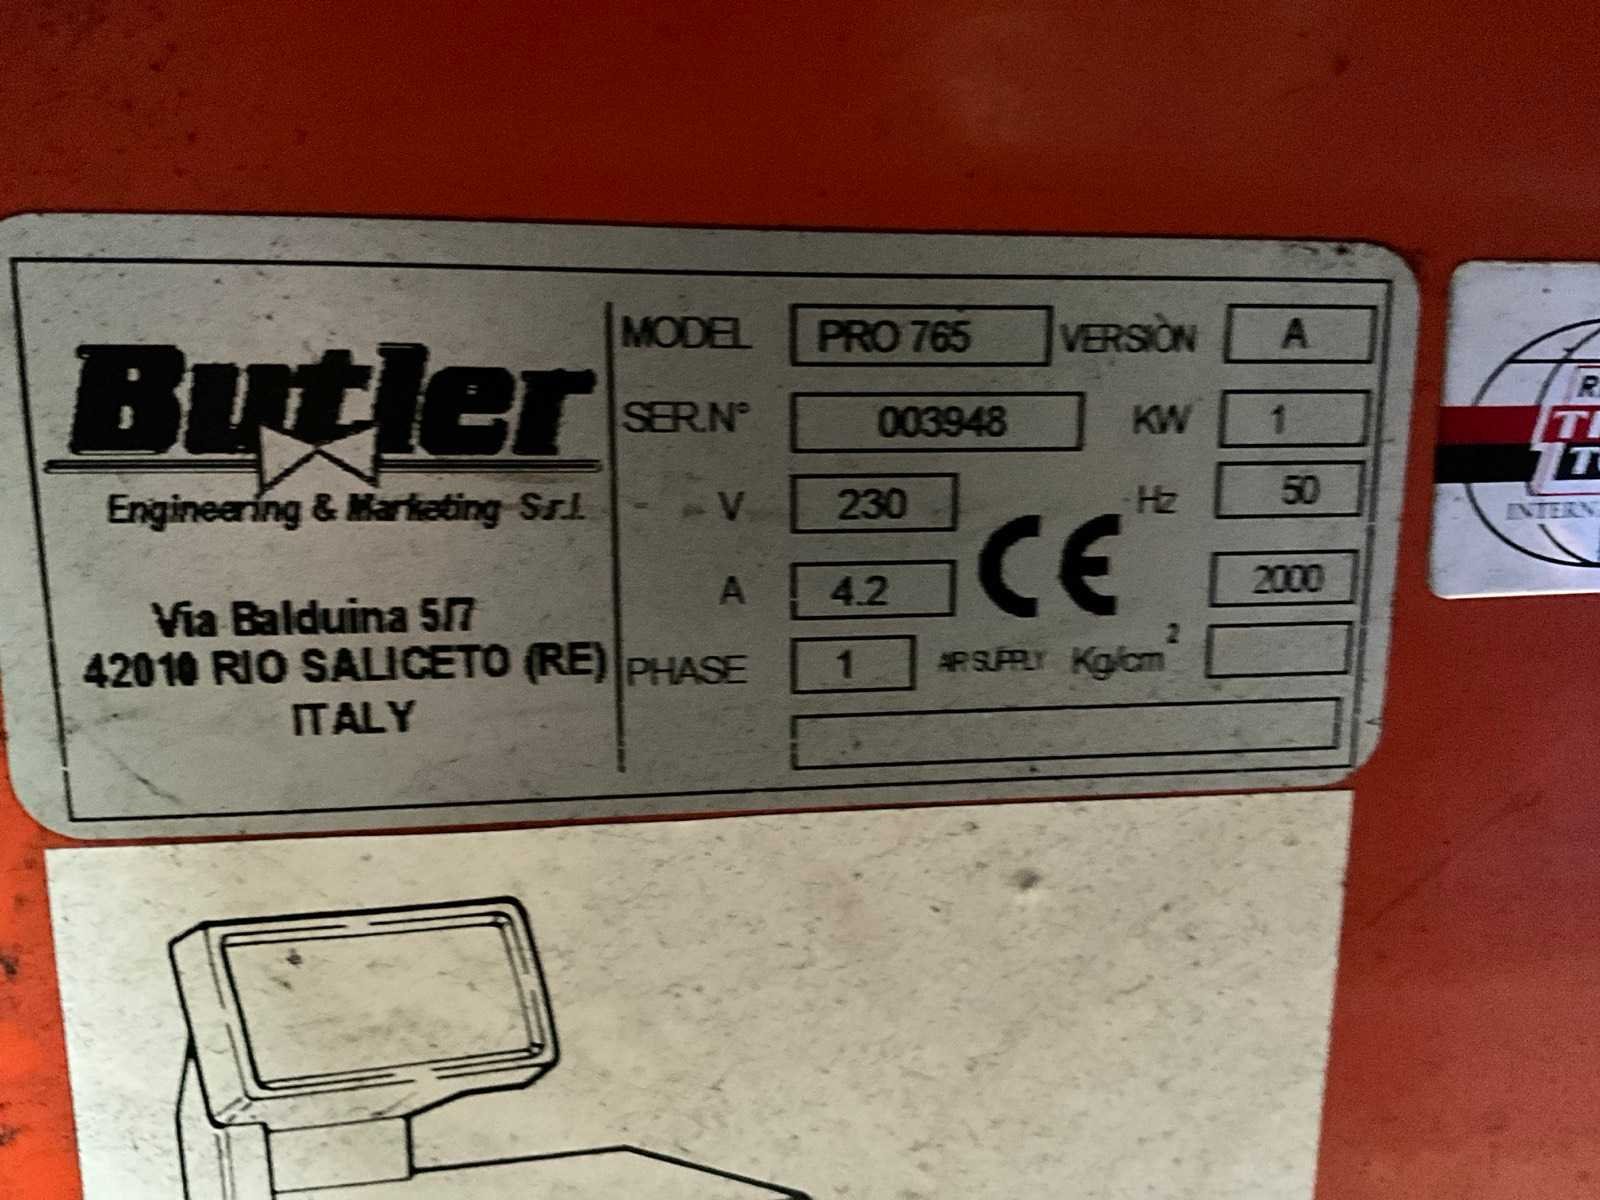 Butler
Engineering & Marketing S.r.l.
Via Balduina 5/7
42010 RIO SALICETO (RE)
ITALY
MODEL PRO 765 VERSIÒN A
SER.N° 003948 KW 1
V 230 Hz 50
A 4.2 CE 2000
PHASE 1 AIR SUPPLY Kg/cm²
INTERN